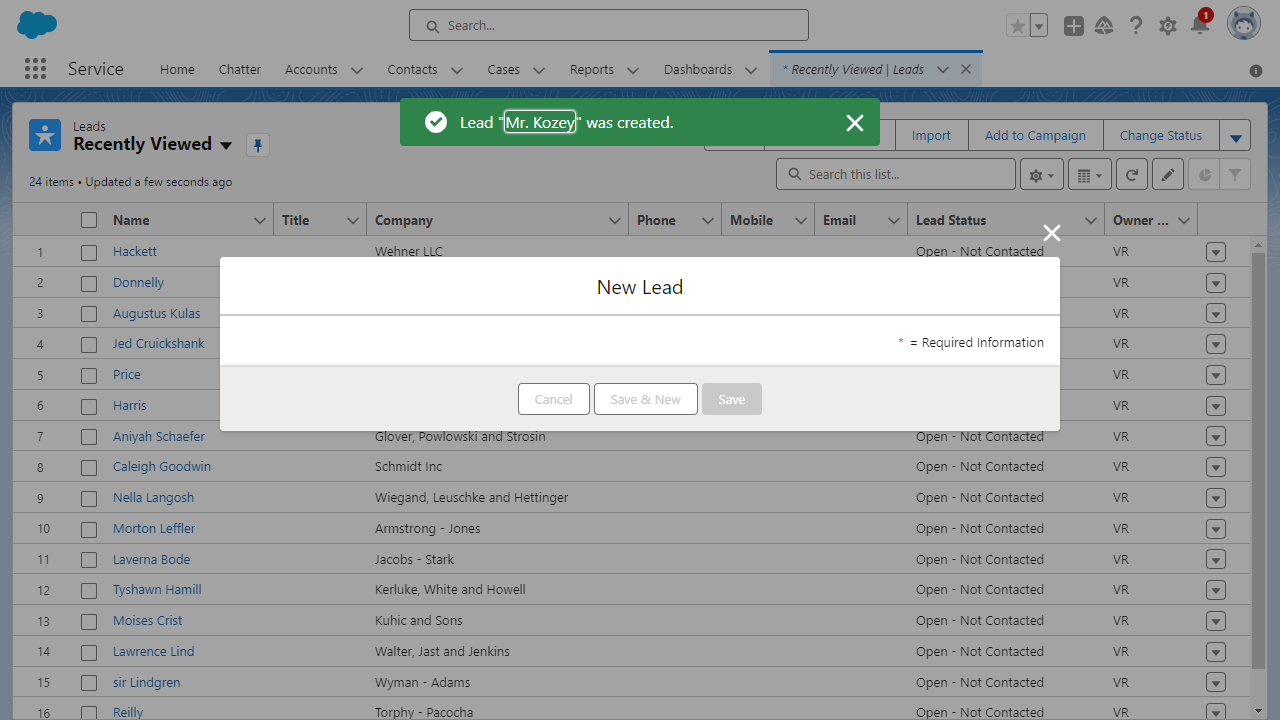 Search...
1
Service
Home
Chatter
Accounts
Contacts
Cases
Reports
Dashboards
* Recently Viewed | Leads
Lead "Mr. Kozey" was created.
Leads
Recently Viewed
Import
Add to Campaign
Change Status
24 items • Updated a few seconds ago
Search this list...
Name Title Company Phone Mobile Email Lead Status Owner ...
1 Hackett Wehner LLC Open - Not Contacted VR
2 Donnelly VR
3 Augustus Kulas VR
4 Jed Cruickshank VR
5 Price VR
6 Harris VR
New Lead
* = Required Information
Cancel
Save & New
Save
7 Aniyah Schaefer Glover, Powlowski and Strosin Open - Not Contacted VR
8 Caleigh Goodwin Schmidt Inc Open - Not Contacted VR
9 Nella Langosh Wiegand, Leuschke and Hettinger Open - Not Contacted VR
10 Morton Leffler Armstrong - Jones Open - Not Contacted VR
11 Laverna Bode Jacobs - Stark Open - Not Contacted VR
12 Tyshawn Hamill Kerluke, White and Howell Open - Not Contacted VR
13 Moises Crist Kuhic and Sons Open - Not Contacted VR
14 Lawrence Lind Walter, Jast and Jenkins Open - Not Contacted VR
15 sir Lindgren Wyman - Adams Open - Not Contacted VR
16 Reilly Torphy - Pacocha Open - Not Contacted VR